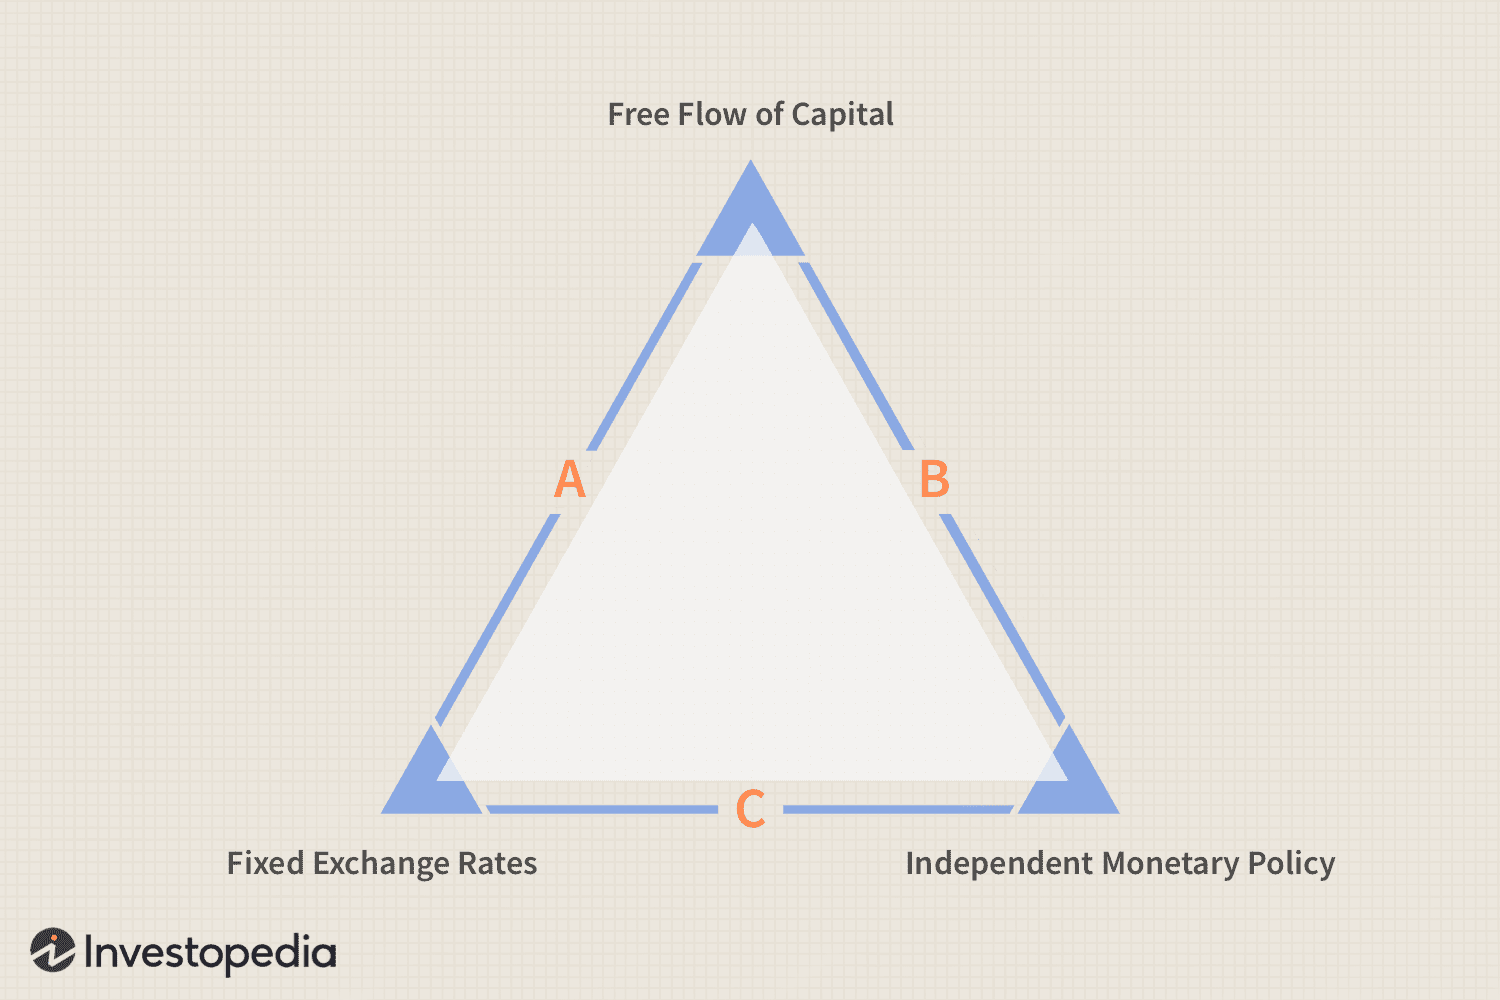 Free Flow of Capital
A
B
C
Fixed Exchange Rates
Independent Monetary Policy
Investopedia